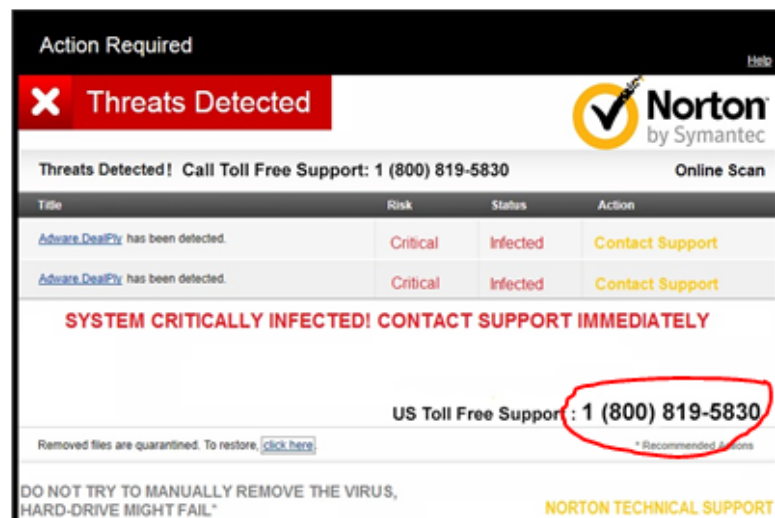 Action Required
Help
Threats Detected
Norton
by Symantec
Threats Detected! Call Toll Free Support: 1 (800) 819-5830 Online Scan
Title Risk Status Action
Adware.DealPly has been detected. Critical Infected Contact Support
Adware.DealPly has been detected. Critical Infected Contact Support
SYSTEM CRITICALLY INFECTED! CONTACT SUPPORT IMMEDIATELY
US Toll Free Support : 1 (800) 819-5830
Removed files are quarantined. To restore, click here. * Recommended Actions
DO NOT TRY TO MANUALLY REMOVE THE VIRUS,
HARD-DRIVE MIGHT FAIL* NORTON TECHNICAL SUPPORT